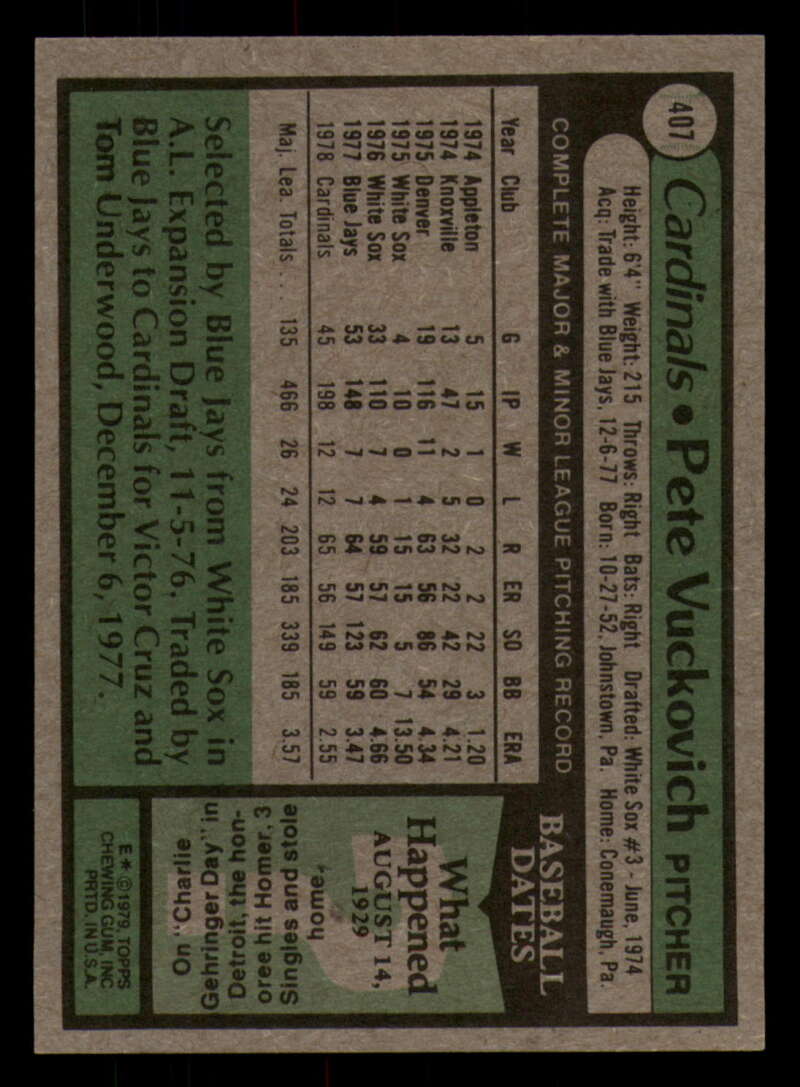 407
Cardinals • Pete Vuckovich PITCHER
Height: 6'4" Weight: 215 Throws: Right Bats: Right Drafted: White Sox #3 - June, 1974
Acq: Trade with Blue Jays, 12-6-77 Born: 10-27-52, Johnstown, Pa. Home: Conemaugh, Pa.
COMPLETE MAJOR & MINOR LEAGUE PITCHING RECORD
Year Club G IP W L R ER SO BB ERA
1974 Appleton 5 15 1 0 2 2 22 3 1.20
1974 Knoxville 13 47 2 5 32 22 42 29 4.21
1975 Denver 19 116 11 4 63 56 86 54 4.34
1975 White Sox 4 10 0 1 15 15 5 7 13.50
1976 White Sox 33 110 7 4 59 57 62 60 4.66
1977 Blue Jays 53 148 7 7 64 57 123 59 3.47
1978 Cardinals 45 198 12 12 65 56 149 59 2.55
Maj. Lea. Totals . . . 135 466 26 24 203 185 339 185 3.57
Selected by Blue Jays from White Sox in
A.L. Expansion Draft, 11-5-76. Traded by
Blue Jays to Cardinals for Victor Cruz and
Tom Underwood, December 6, 1977.
BASEBALL
DATES
What
Happened
AUGUST 14,
1929
On "Charlie
Gehringer Day" in
Detroit, the hon-
oree hit Homer, 3
Singles and stole
home.
E * © 1979, TOPPS
CHEWING GUM, INC
PRTD. IN U.S.A.